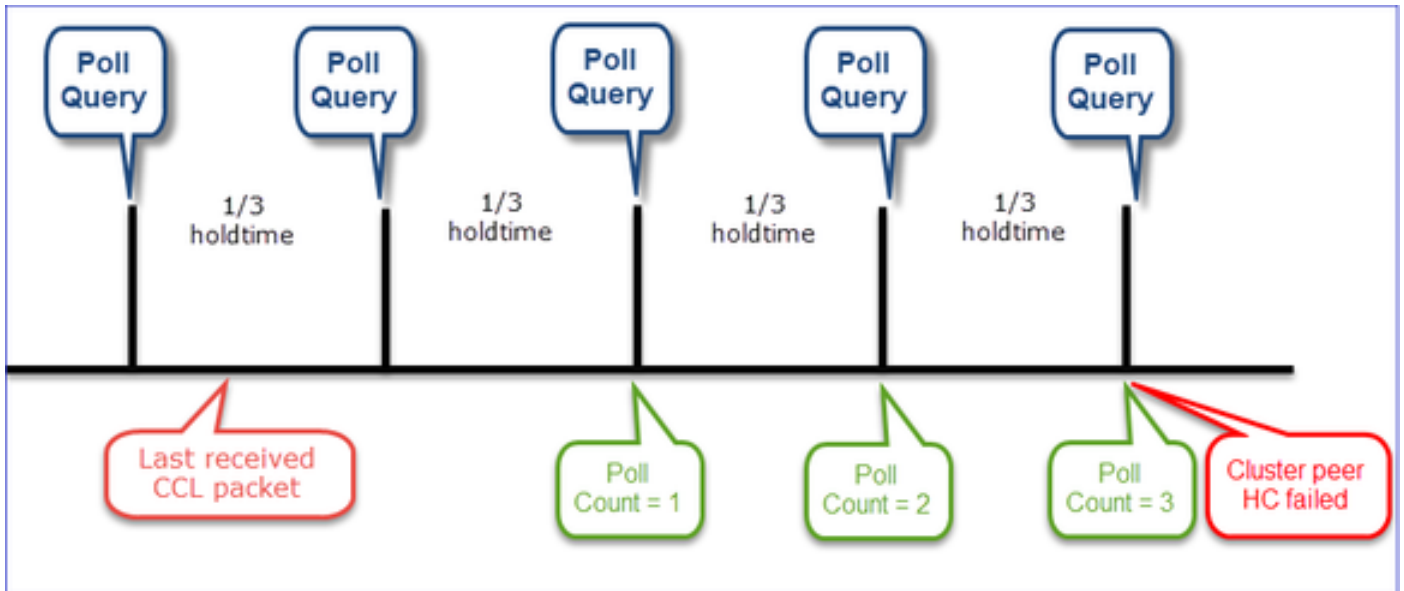 Poll
Query
Poll
Query
Poll
Query
Poll
Query
Poll
Query
1/3
holdtime
1/3
holdtime
1/3
holdtime
1/3
holdtime
Last received
CCL packet
Poll
Count = 1
Poll
Count = 2
Poll
Count = 3
Cluster peer
HC failed